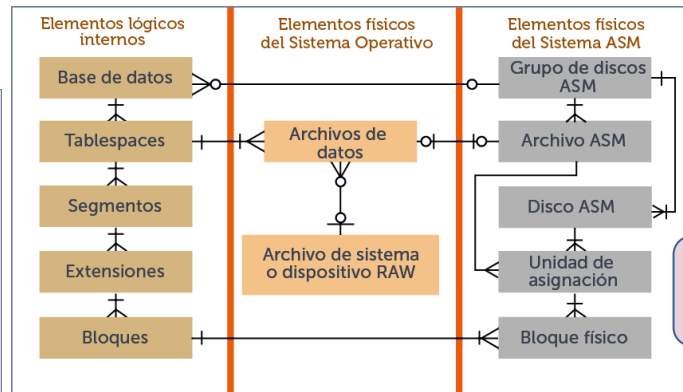 Elementos lógicos
internos
Base de datos
Tablespaces
Segmentos
Extensiones
Bloques
Elementos físicos
del Sistema Operativo
Archivos de
datos
Archivo de sistema
o dispositivo RAW
Elementos físicos
del Sistema ASM
Grupo de discos
ASM
Archivo ASM
Disco ASM
Unidad de
asignación
Bloque físico